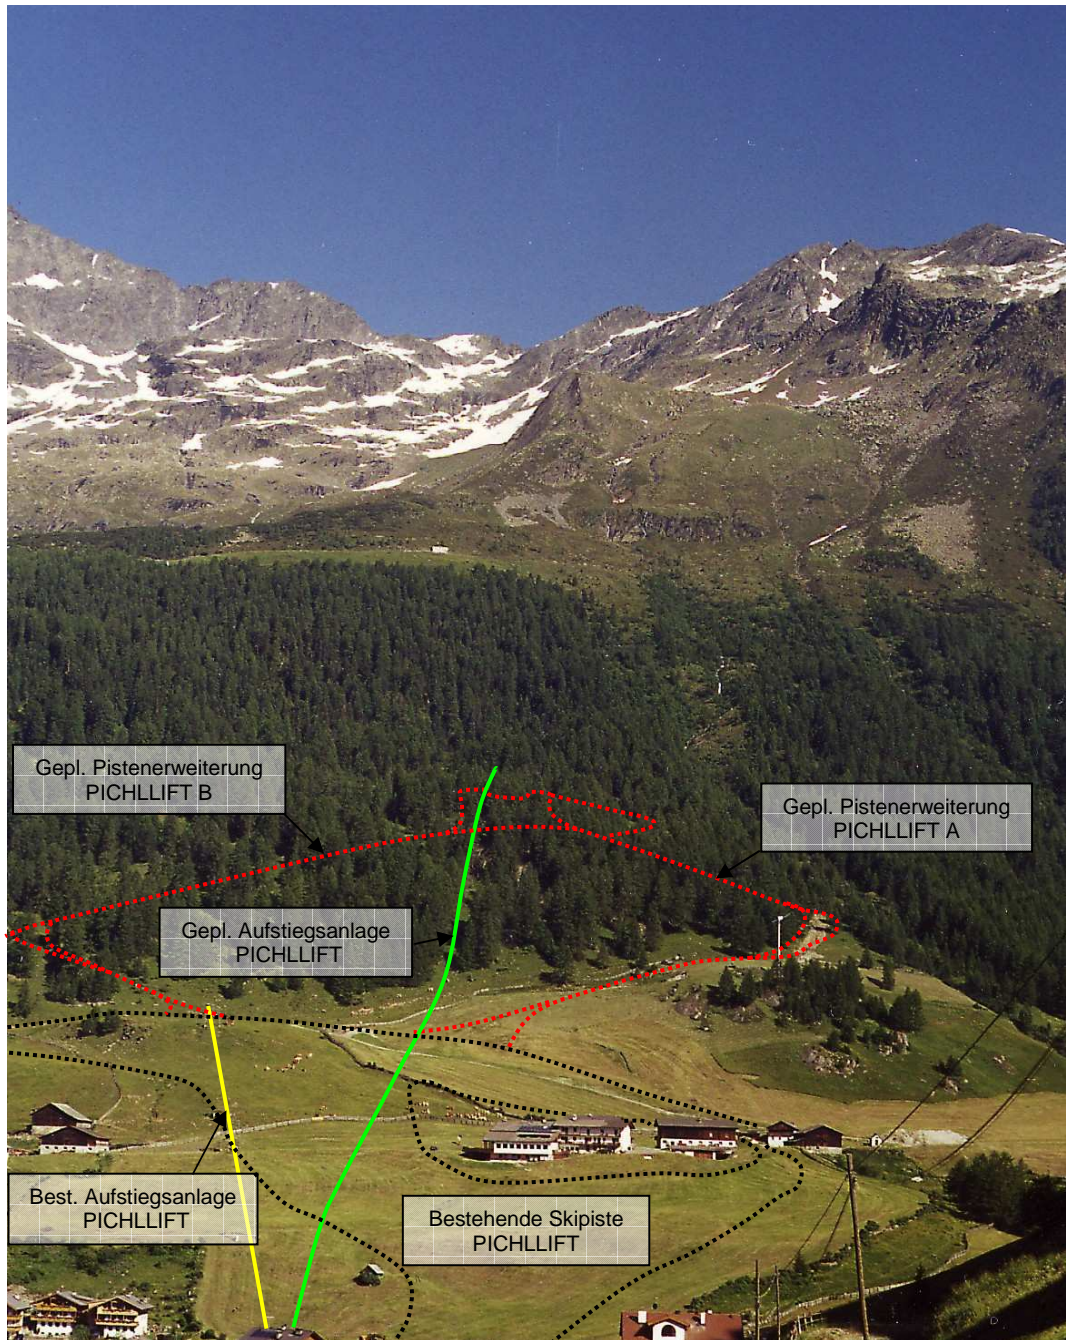 Gepl. Pistenerweiterung
PICHLLIFT B
Gepl. Pistenerweiterung
PICHLLIFT A
Gepl. Aufstiegsanlage
PICHLLIFT
Best. Aufstiegsanlage
PICHLLIFT
Bestehende Skipiste
PICHLLIFT